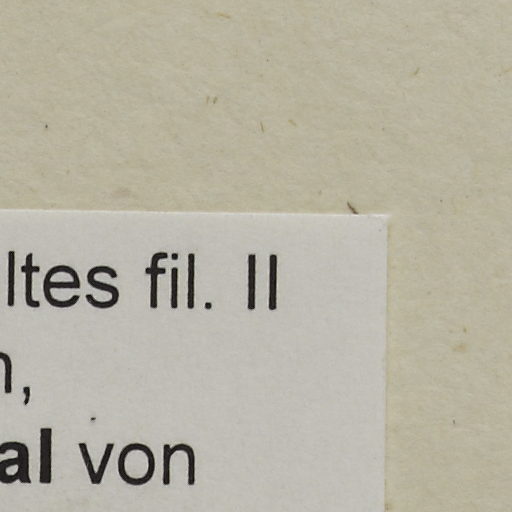 ltes fil. II
n,
al von